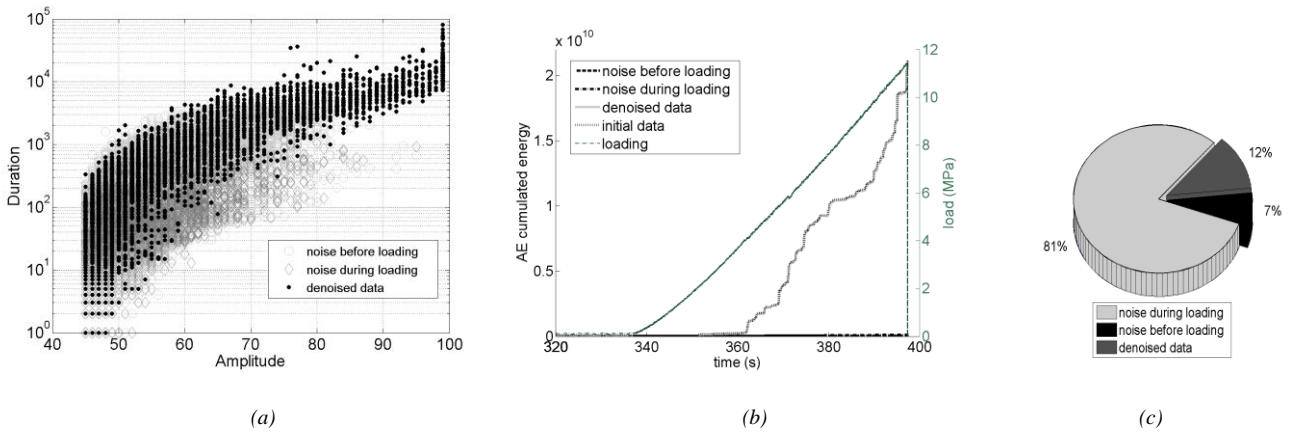 10^5
10^4
10^3
10^2
10^1
10^0
Duration
40 50 60 70 80 90 100
Amplitude
noise before loading
noise during loading
denoised data
(a)
x 10^10
2
1.5
1
0.5
0
AE cumulated energy
320 340 360 380 400
time (s)
noise before loading
noise during loading
denoised data
initial data
loading
12
10
8
6
4
2
0
load (MPa)
(b)
12%
7%
81%
noise during loading
noise before loading
denoised data
(c)